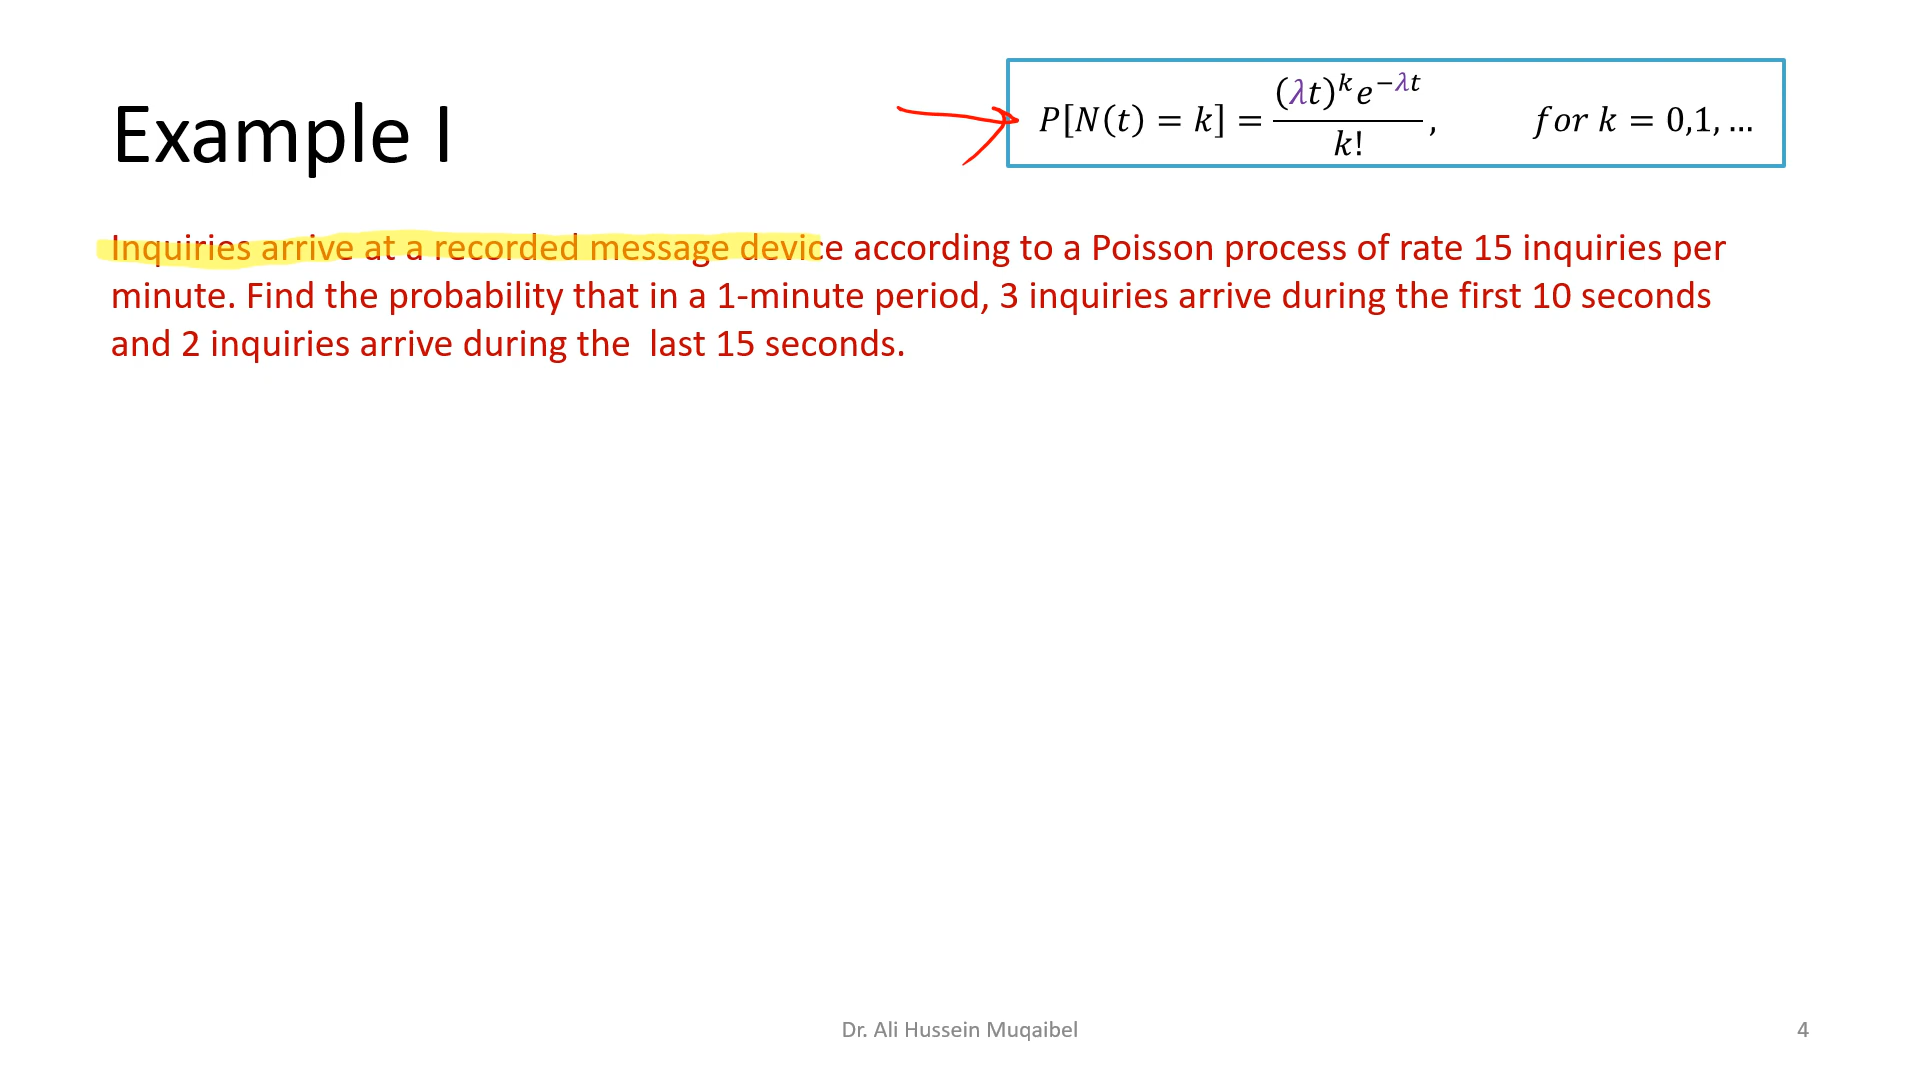 Example I
P[N(t) = k] = (λt)^k e^{-λt} / k!, for k = 0,1, ...
Inquiries arrive at a recorded message device according to a Poisson process of rate 15 inquiries per
minute. Find the probability that in a 1-minute period, 3 inquiries arrive during the first 10 seconds
and 2 inquiries arrive during the  last 15 seconds.
Dr. Ali Hussein Muqaibel
4